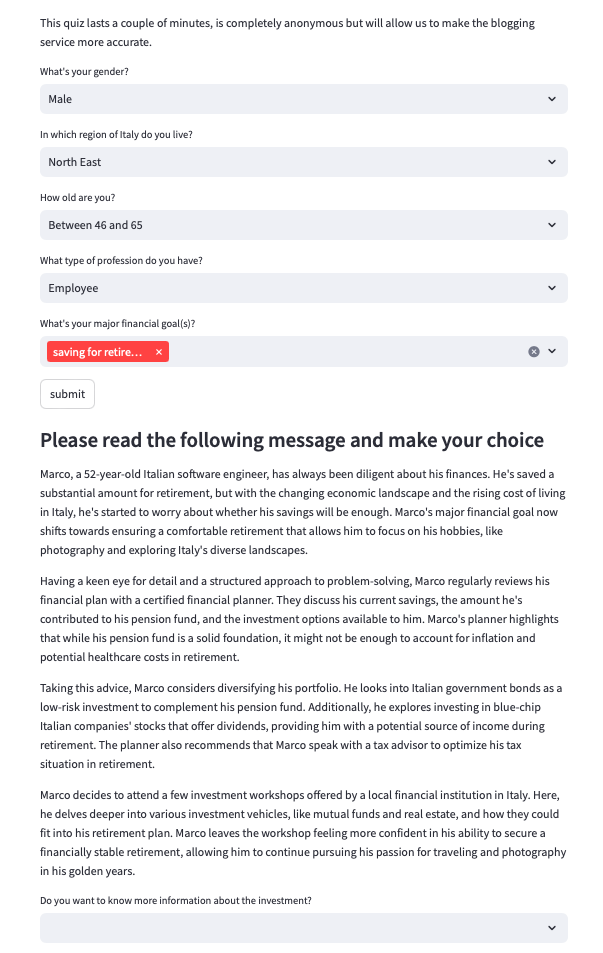 This quiz lasts a couple of minutes, is completely anonymous but will allow us to make the blogging
service more accurate.
What's your gender?
Male
In which region of Italy do you live?
North East
How old are you?
Between 46 and 65
What type of profession do you have?
Employee
What's your major financial goal(s)?
saving for retire...
submit
Please read the following message and make your choice
Marco, a 52-year-old Italian software engineer, has always been diligent about his finances. He's saved a
substantial amount for retirement, but with the changing economic landscape and the rising cost of living
in Italy, he's started to worry about whether his savings will be enough. Marco's major financial goal now
shifts towards ensuring a comfortable retirement that allows him to focus on his hobbies, like
photography and exploring Italy's diverse landscapes.
Having a keen eye for detail and a structured approach to problem-solving, Marco regularly reviews his
financial plan with a certified financial planner. They discuss his current savings, the amount he's
contributed to his pension fund, and the investment options available to him. Marco's planner highlights
that while his pension fund is a solid foundation, it might not be enough to account for inflation and
potential healthcare costs in retirement.
Taking this advice, Marco considers diversifying his portfolio. He looks into Italian government bonds as a
low-risk investment to complement his pension fund. Additionally, he explores investing in blue-chip
Italian companies' stocks that offer dividends, providing him with a potential source of income during
retirement. The planner also recommends that Marco speak with a tax advisor to optimize his tax
situation in retirement.
Marco decides to attend a few investment workshops offered by a local financial institution in Italy. Here,
he delves deeper into various investment vehicles, like mutual funds and real estate, and how they could
fit into his retirement plan. Marco leaves the workshop feeling more confident in his ability to secure a
financially stable retirement, allowing him to continue pursuing his passion for traveling and photography
in his golden years.
Do you want to know more information about the investment?